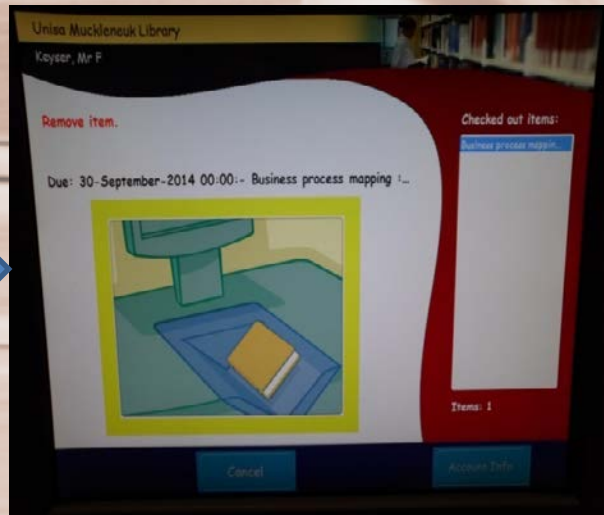 Unisa Muckleneuk Library
Kayser, Mr F
Remove item.
Due: 30-September-2014 00:00:- Business process mapping :...
Checked out items:
Business process mappin...
Items: 1
Cancel
Account Info